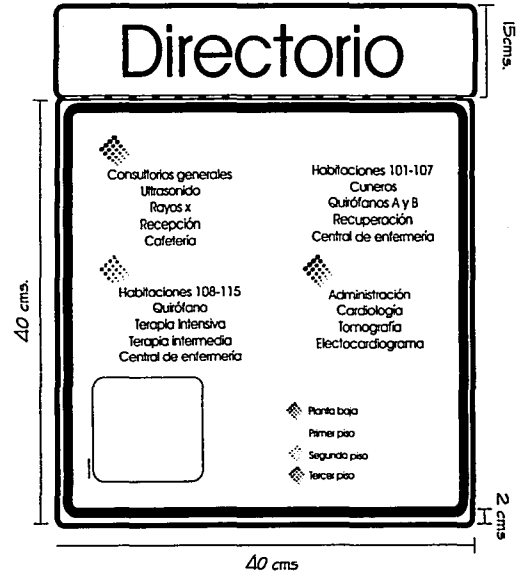 Directorio
15cms.
Consultorios generales
Ultrasonido
Rayos x
Recepción
Cafetería
Habitaciones 101-107
Cuneros
Quirófanos A y B
Recuperación
Central de enfermería
Habitaciones 108-115
Quirófano
Terapia Intensiva
Terapia intermedia
Central de enfermería
Administración
Cardiología
Tomografía
Electocardiograma
Planta baja
Primer piso
Segundo piso
Tercer piso
40 cms.
2 cms
40 cms